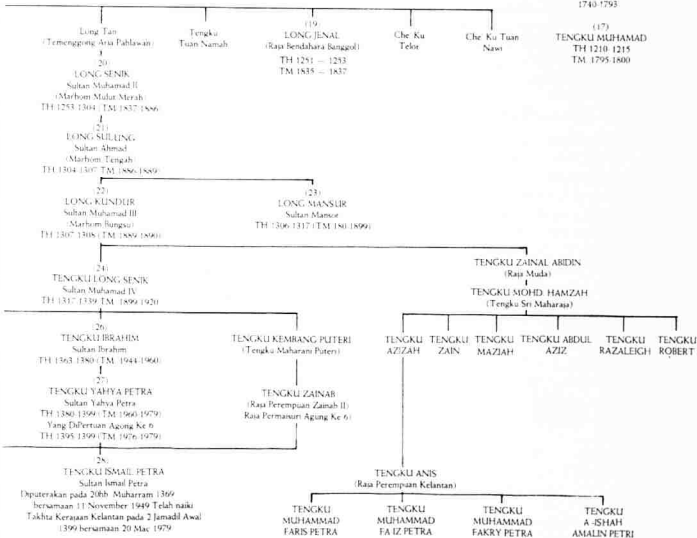 1740-1793
(17)
TENGKU MUHAMAD
TH 1210-1215
TM 1795-1800
Long Tan
(Temenggong Aria Pahlawan)
Tengku
Tuan Namah
(19)
LONG JENAL
(Raja Bendahara Banggol)
TH 1251 — 1253
TM 1835 — 1837
Che Ku
Telor
Che Ku Tuan
Nawi
20
LONG SENIK
Sultan Muhamad II
(Marhom Mulut Merah)
TH 1253-1304 (TM 1837-1886
(21)
LONG SULUNG
Sultan Ahmad
(Marhom Tengah
TH 1304-1307 TM 1886-1889)
(22)
LONG KUNDUR
Sultan Muhamad III
(Marhom Bungsu)
TH 1307-1308 (TM 1889-1890)
(23)
LONG MANSUR
Sultan Mansor
TH 1306-1317 (TM 180-1899)
(24)
TENGKU LONG SENIK
Sultan Muhamad IV
TH 1317-1339 TM 1899-1920
TENGKU ZAINAL ABIDIN
(Raja Muda)
TENGKU MOHD. HAMZAH
(Tengku Sri Maharaja)
(26)
TENGKU IBRAHIM
Sultan Ibrahim
TH 1363-1380 (TM 1944-1960)
TENGKU KEMBANG PUTERI
(Tengku Maharani Puteri)
TENGKU
AZIZAH
TENGKU
ZAIN
TENGKU
MAZIAH
TENGKU ABDUL
AZIZ
TENGKU
RAZALEIGH
TENGKU
ROBERT
(27)
TENGKU YAHYA PETRA
Sultan Yahya Petra
TH 1380-1399 (TM 1960-1979)
Yang DiPertuan Agong Ke 6
TH 1395-1399 (TM 1976-1979)
TENGKU ZAINAB
(Raja Perempuan Zainab II)
Raja Permaisuri Agung Ke 6)
28)
TENGKU ISMAIL PETRA
Sultan Ismail Petra
Diputerakan pada 20hb Muharram 1369
bersamaan 11 November 1949 Telah naiki
Takhta Kerajaan Kelantan pada 2 Jamadil Awal
1399 bersamaan 20 Mac 1979
TENGKU ANIS
(Raja Perempuan Kelantan)
TENGKU
MUHAMMAD
FARIS PETRA
TENGKU
MUHAMMAD
FA IZ PETRA
TENGKU
MUHAMMAD
FAKRY PETRA
TENGKU
A-ISHAH
AMALIN PETRI